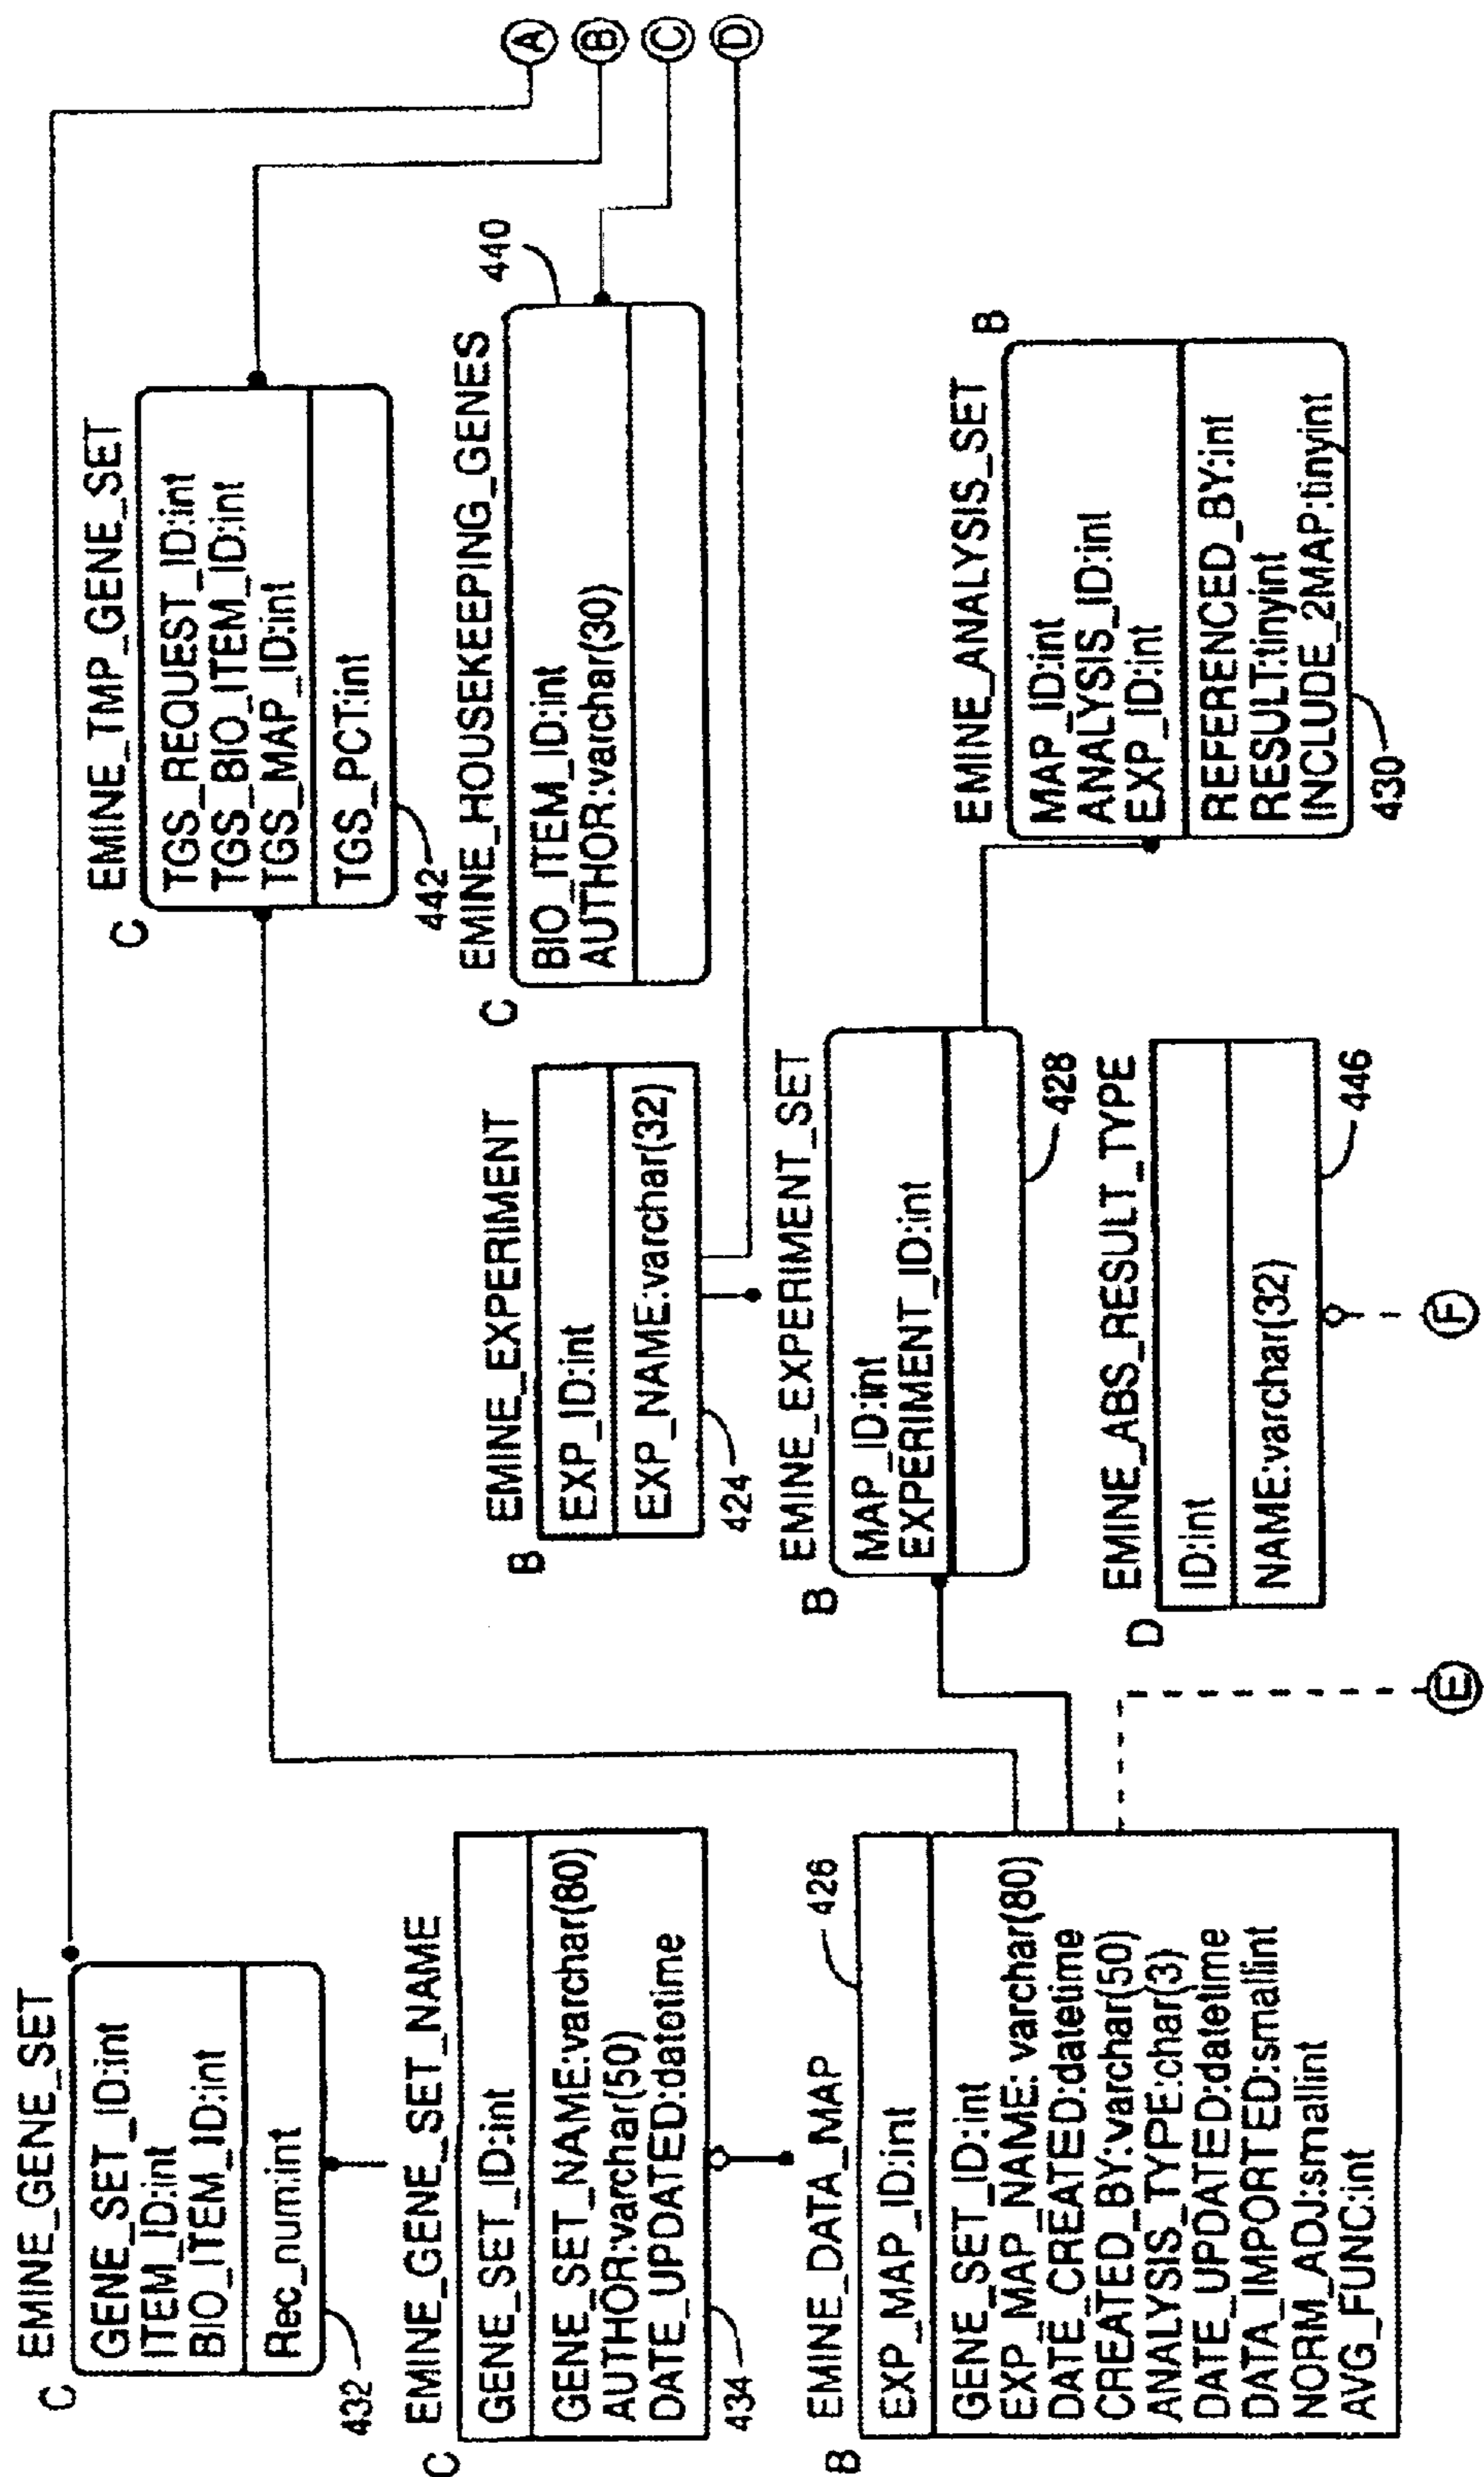 C
EMINE_GENE_SET
GENE_SET_ID:int
ITEM_ID:int
BIO_ITEM_ID:int
Rec_num:int
432
C
EMINE_GENE_SET_NAME
GENE_SET_ID:int
GENE_SET_NAME:varchar(80)
AUTHOR:varchar(50)
DATE_UPDATED:datetime
434
B
EMINE_DATA_MAP
426
EXP_MAP_ID:int
GENE_SET_ID:int
EXP_MAP_NAME: varchar(80)
DATE_CREATED:datetime
CREATED_BY:varchar(50)
ANALYSIS_TYPE:char(3)
DATE_UPDATED:datetime
DATA_IMPORTED:smallint
NORM_ADJ:smallint
AVG_FUNC:int
C
EMINE_TMP_GENE_SET
TGS_REQUEST_ID:int
TGS_BIO_ITEM_ID:int
TGS_MAP_ID:int
TGS_PCT:int
442
C
EMINE_HOUSEKEEPING_GENES
440
BIO_ITEM_ID:int
AUTHOR:varchar(30)
B
EMINE_EXPERIMENT
EXP_ID:int
EXP_NAME:varchar(32)
424
B
EMINE_EXPERIMENT_SET
MAP_ID:int
EXPERIMENT_ID:int
428
D
EMINE_ABS_RESULT_TYPE
ID:int
NAME:varchar(32)
446
EMINE_ANALYSIS_SET
B
MAP_ID:int
ANALYSIS_ID:int
EXP_ID:int
REFERENCED_BY:int
RESULT:tinyint
INCLUDE_2MAP:tinyint
430
A
B
C
D
E
F